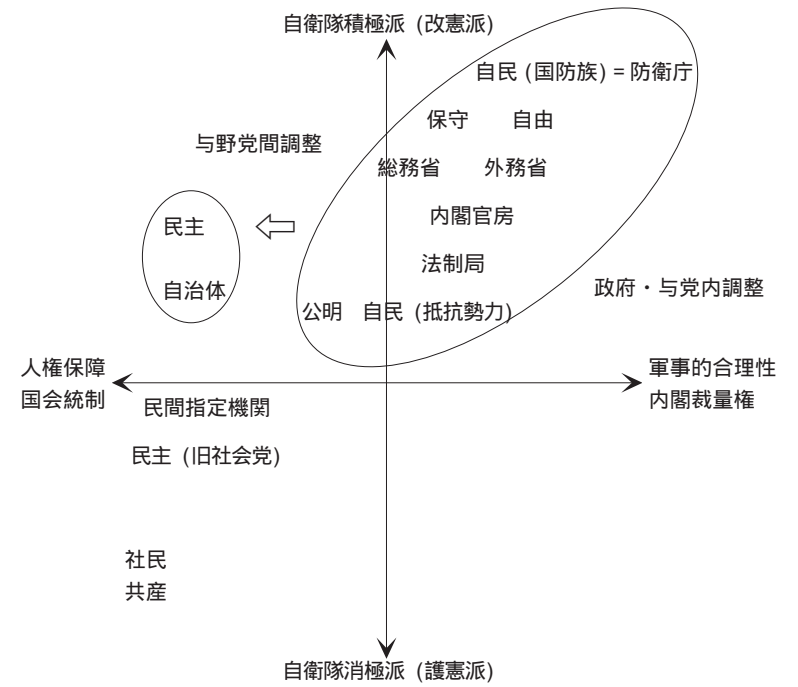 自衛隊積極派（改憲派）
自民（国防族）= 防衛庁
保守　自由
与野党間調整
総務省　外務省
内閣官房
民主
法制局
自治体
政府・与党内調整
公明　自民（抵抗勢力）
人権保障
国会統制
軍事的合理性
内閣裁量権
民間指定機関
民主（旧社会党）
社民
共産
自衛隊消極派（護憲派）